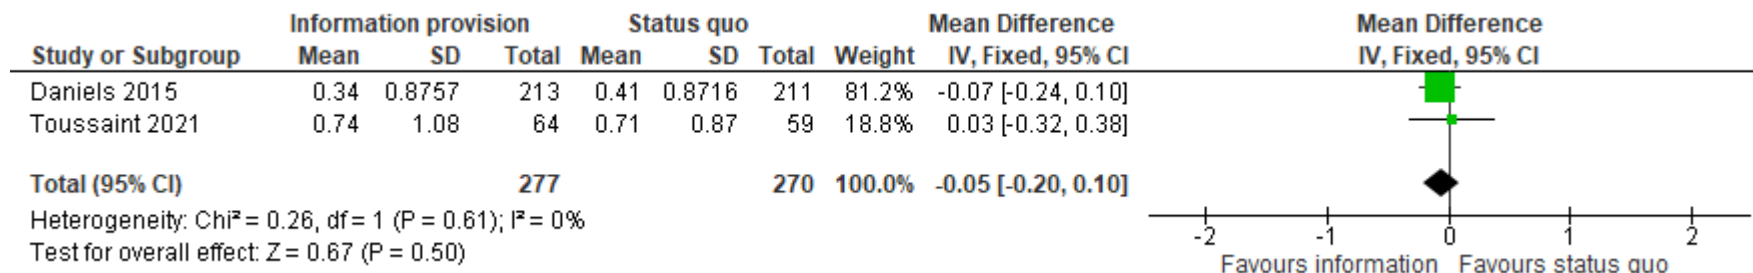 Information provision Status quo Mean Difference Mean Difference
Study or Subgroup Mean SD Total Mean SD Total Weight IV, Fixed, 95% CI IV, Fixed, 95% CI
Daniels 2015 0.34 0.8757 213 0.41 0.8716 211 81.2% -0.07 [-0.24, 0.10]
Toussaint 2021 0.74 1.08 64 0.71 0.87 59 18.8% 0.03 [-0.32, 0.38]
Total (95% CI) 277 270 100.0% -0.05 [-0.20, 0.10]
Heterogeneity: Chi² = 0.26, df = 1 (P = 0.61); I² = 0%
Test for overall effect: Z = 0.67 (P = 0.50)
-2 -1 0 1 2
Favours information Favours status quo